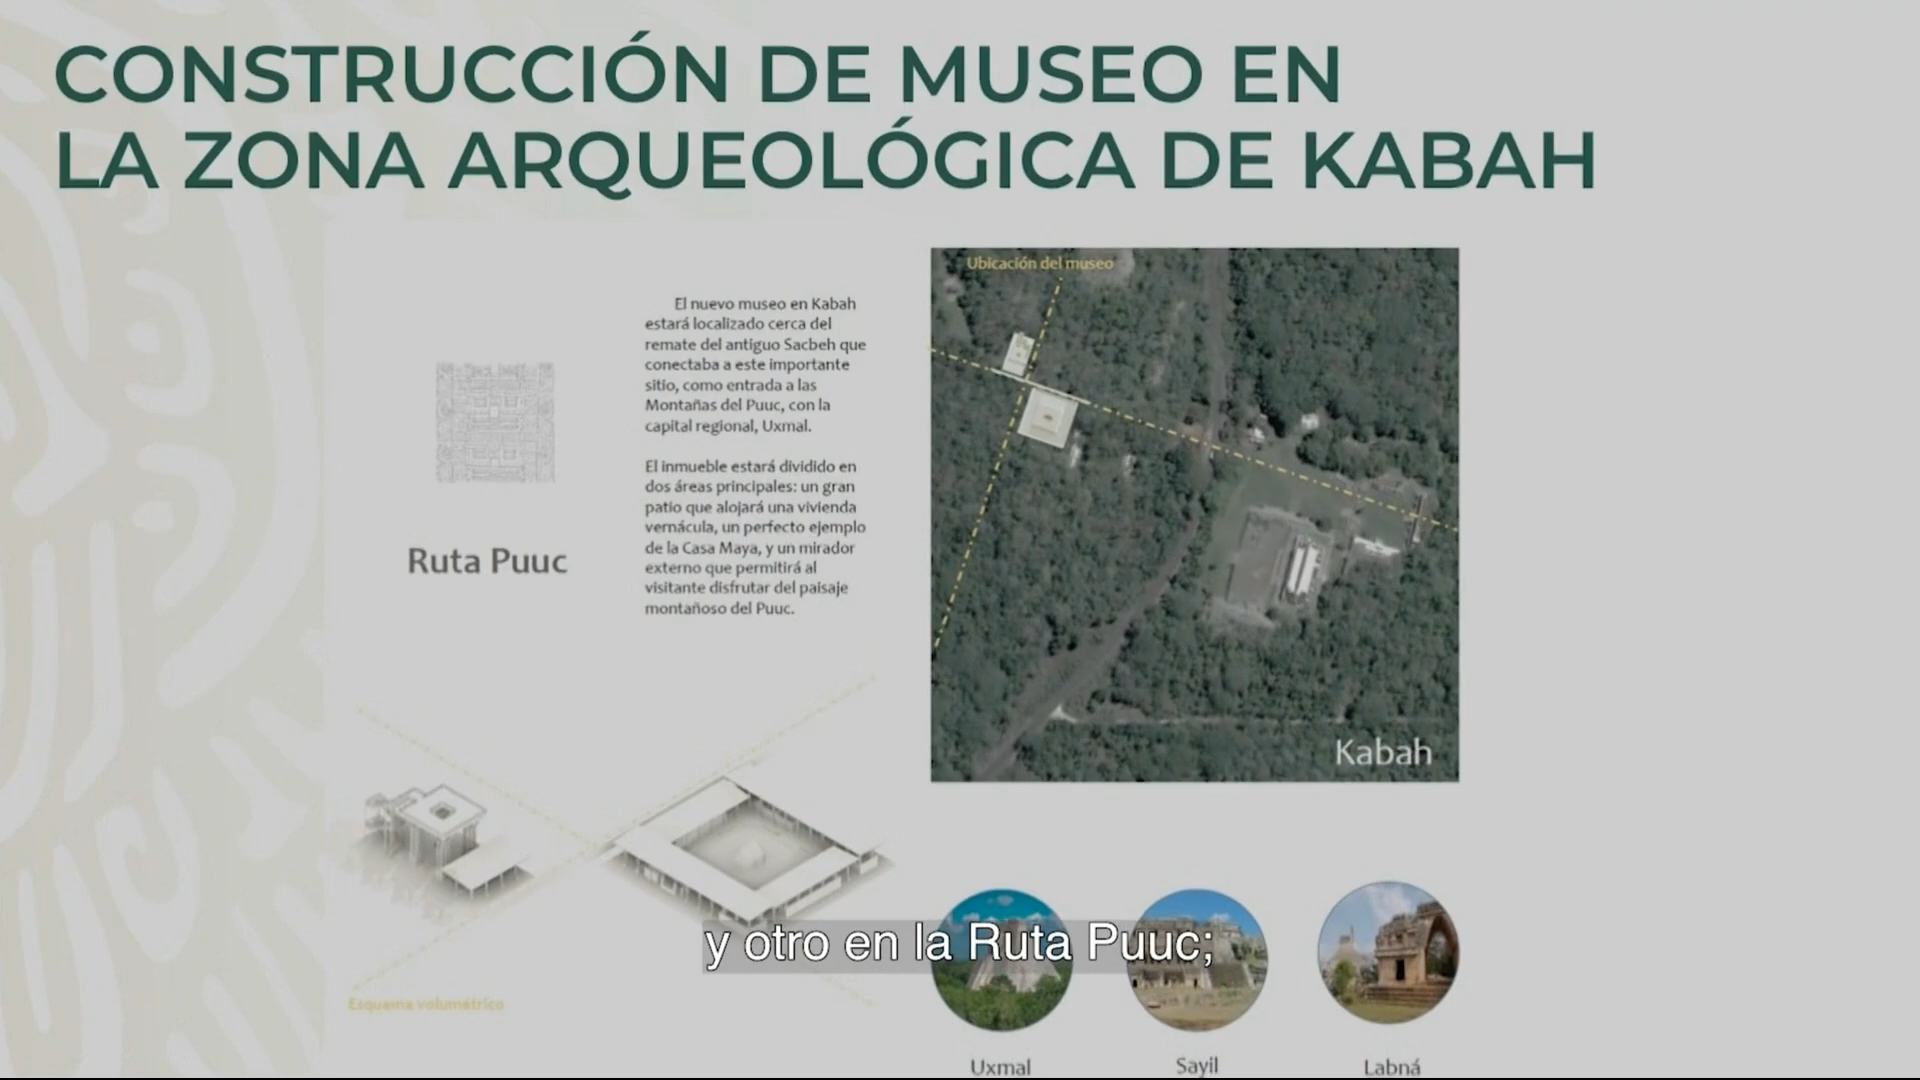 CONSTRUCCIÓN DE MUSEO EN
LA ZONA ARQUEOLÓGICA DE KABAH
Ruta Puuc
El nuevo museo en Kabah
estará localizado cerca del
remate del antiguo Sacbeh que
conectaba a este importante
sitio, como entrada a las
Montañas del Puuc, con la
capital regional, Uxmal.
El inmueble estará dividido en
dos áreas principales: un gran
patio que alojará una vivienda
vernácula, un perfecto ejemplo
de la Casa Maya, y un mirador
externo que permitirá al
visitante disfrutar del paisaje
montañoso del Puuc.
Ubicación del museo
Kabah
Esquema volumétrico
y otro en la Ruta Puuc;
Uxmal
Sayil
Labná